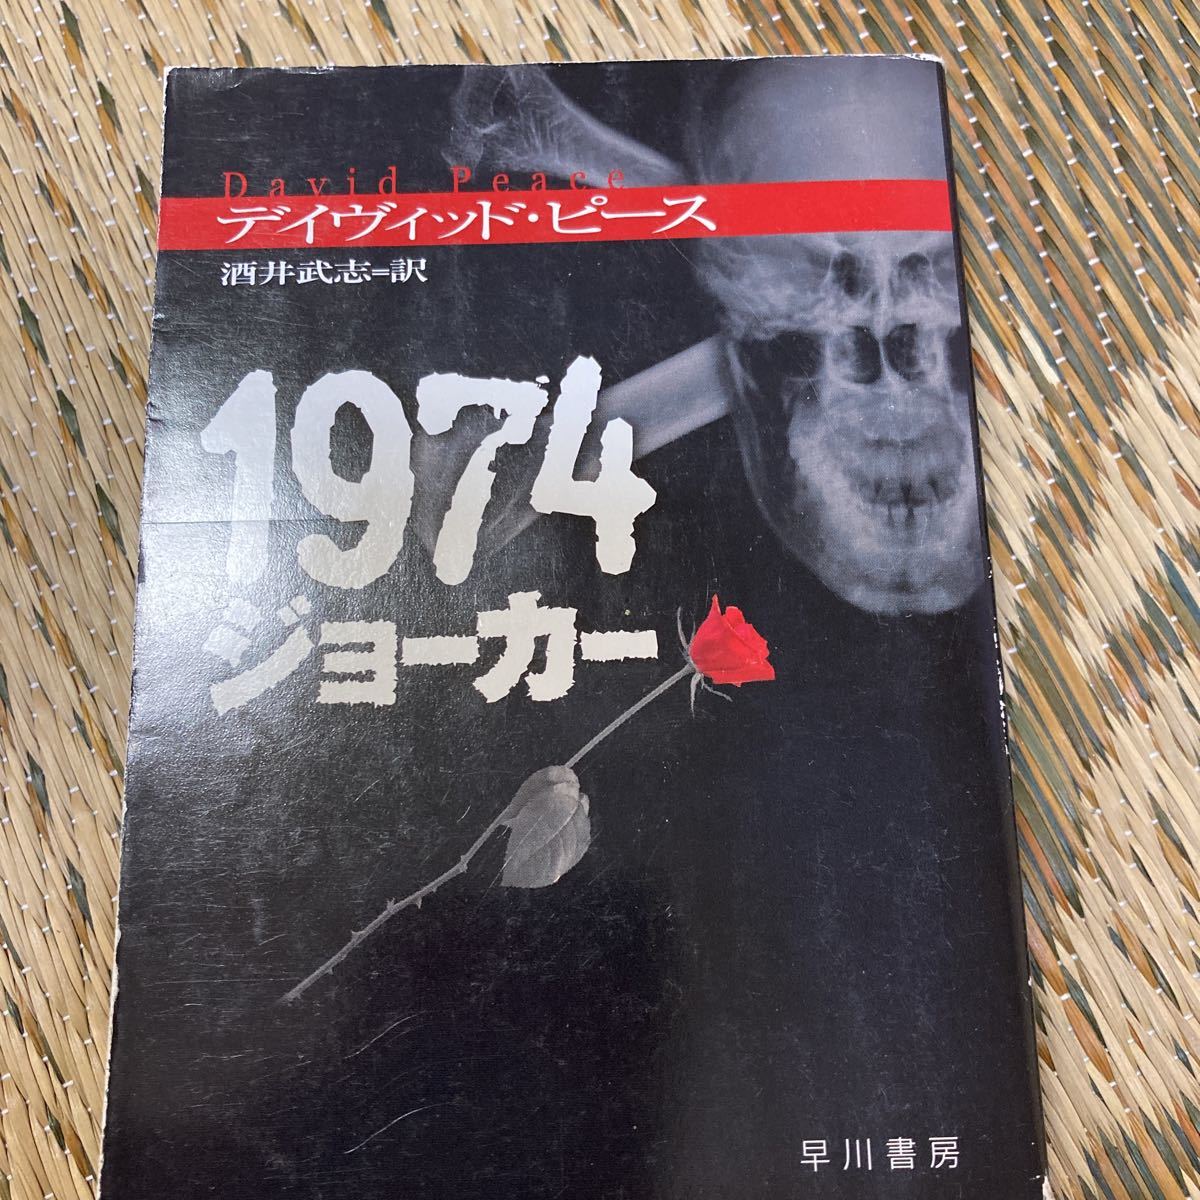 David Peace
デイヴィッド・ピース
酒井武志=訳
1974
ジョーカー
早川書房